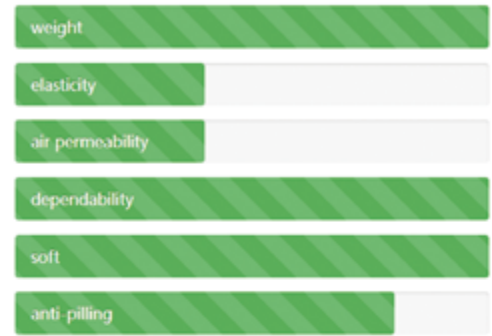 weight
elasticity
air permeability
dependability
soft
anti-pilling